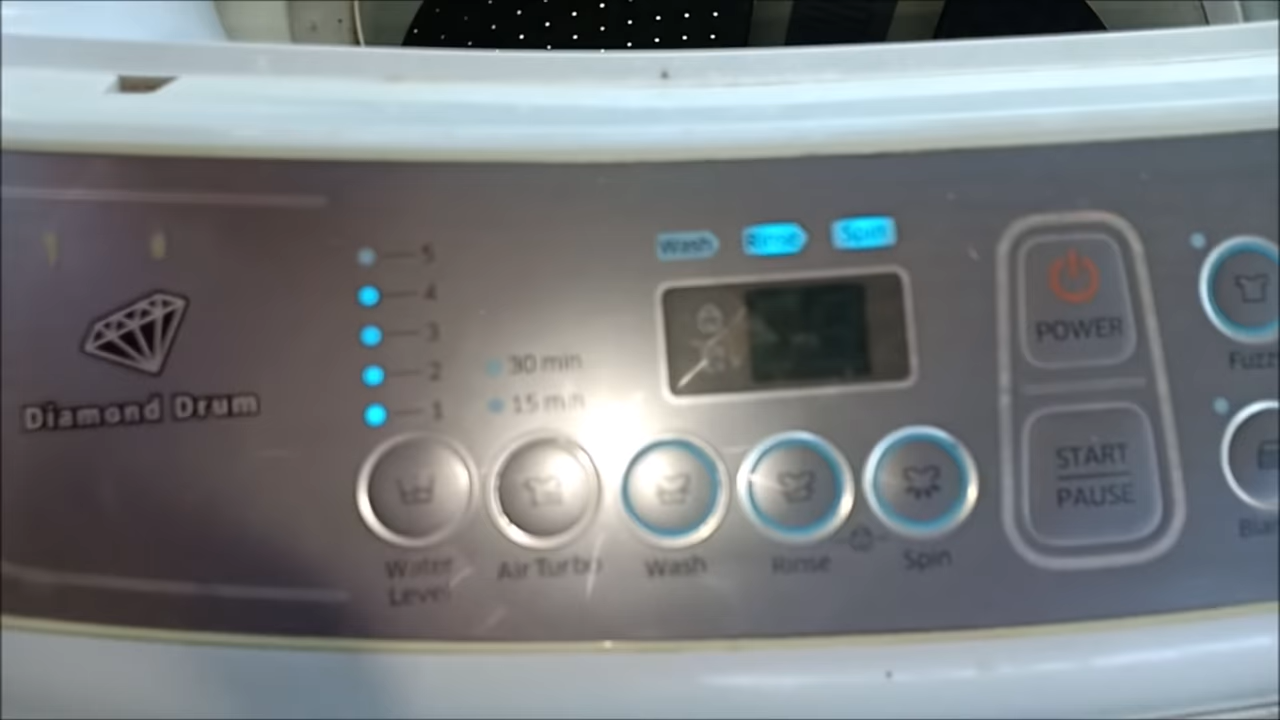 Wash Rinse Spin
5
4
3
2
1
30 min
15 min
Diamond Drum
POWER
START
PAUSE
Water
Level
Air Turbo
Wash
Rinse
Spin
Fuzz